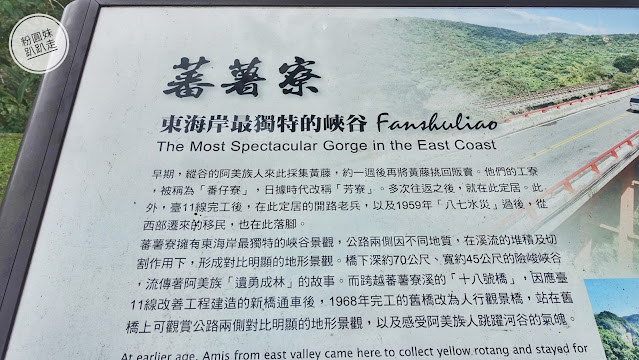 粉圓妹
趴趴走
蕃薯寮
東海岸最獨特的峽谷 Fanshuliao
The Most Spectacular Gorge in the East Coast
早期，縱谷的阿美族人來此採集黃藤，約一週後再將黃藤挑回販賣。他們的工寮
，被稱為「番仔寮」，日據時代改稱「芳寮」。多次往返之後，就在此定居。此
外，臺11線完工後，在此定居的開路老兵，以及1959年「八七水災」過後，從
西部遷來的移民，也在此落腳。
蕃薯寮擁有東海岸最獨特的峽谷景觀，公路兩側因不同地質，在溪流的堆積及切
割作用下，形成對比明顯的地形景觀。橋下深約70公尺、寬約45公尺的險峻峽谷
，流傳著阿美族「遺勇成林」的故事。而跨越蕃薯寮溪的「十八號橋」，因應臺
11線改善工程建造的新橋通車後，1968年完工的舊橋改為人行觀景橋，站在舊
橋上可觀賞公路兩側對比明顯的地形景觀，以及感受阿美族人跳躍河谷的氣魄。
At earlier age, Amis from east valley came here to collect yellow rotang and stayed for